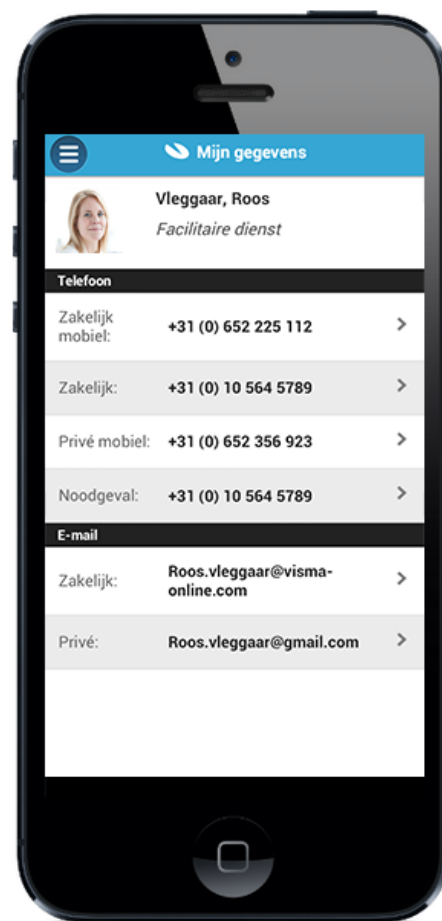 Mijn gegevens
Vleggaar, Roos
Facilitaire dienst
Telefoon
Zakelijk
mobiel:
+31 (0) 652 225 112
Zakelijk: +31 (0) 10 564 5789
Privé mobiel: +31 (0) 652 356 923
Noodgeval: +31 (0) 10 564 5789
E-mail
Zakelijk:
Roos.vleggaar@visma-
online.com
Privé: Roos.vleggaar@gmail.com